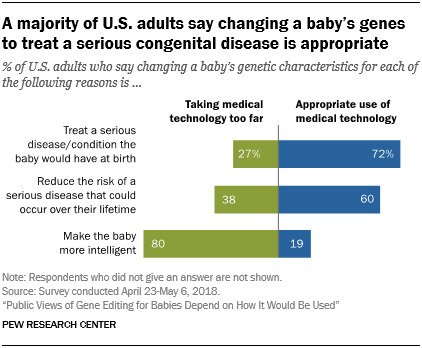 A majority of U.S. adults say changing a baby's genes
to treat a serious congenital disease is appropriate
% of U.S. adults who say changing a baby's genetic characteristics for each of
the following reasons is ...
Taking medical
technology too far
Appropriate use of
medical technology
Treat a serious
disease/condition the
baby would have at birth
27%
72%
Reduce the risk of a
serious disease that could
occur over their lifetime
38
60
Make the baby
more intelligent
80
19
Note: Respondents who did not give an answer are not shown.
Source: Survey conducted April 23-May 6, 2018.
"Public Views of Gene Editing for Babies Depend on How It Would Be Used"
PEW RESEARCH CENTER